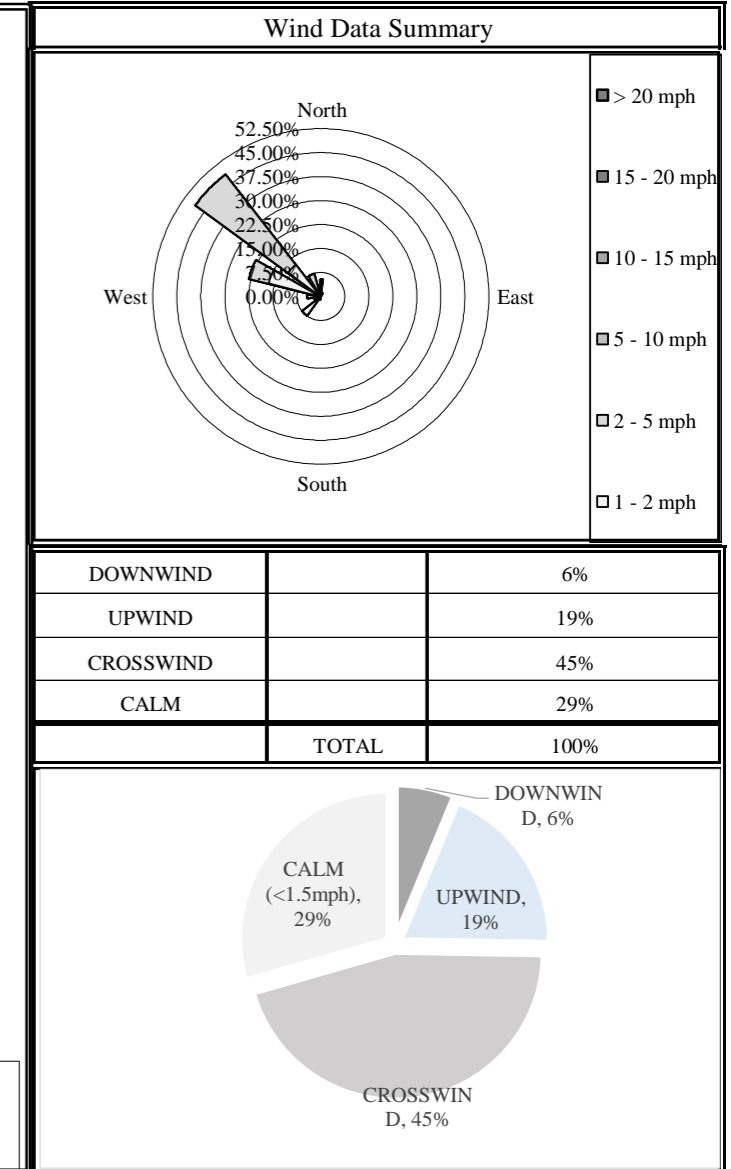 Wind Data Summary
North
52.50%
45.00%
37.50%
30.00%
22.50%
15.00%
7.50%
0.00%
West
East
South
> 20 mph
15 - 20 mph
10 - 15 mph
5 - 10 mph
2 - 5 mph
1 - 2 mph
DOWNWIND 6%
UPWIND 19%
CROSSWIND 45%
CALM 29%
TOTAL 100%
DOWNWIN
D, 6%
UPWIND,
19%
CROSSWIN
D, 45%
CALM
(<1.5mph),
29%